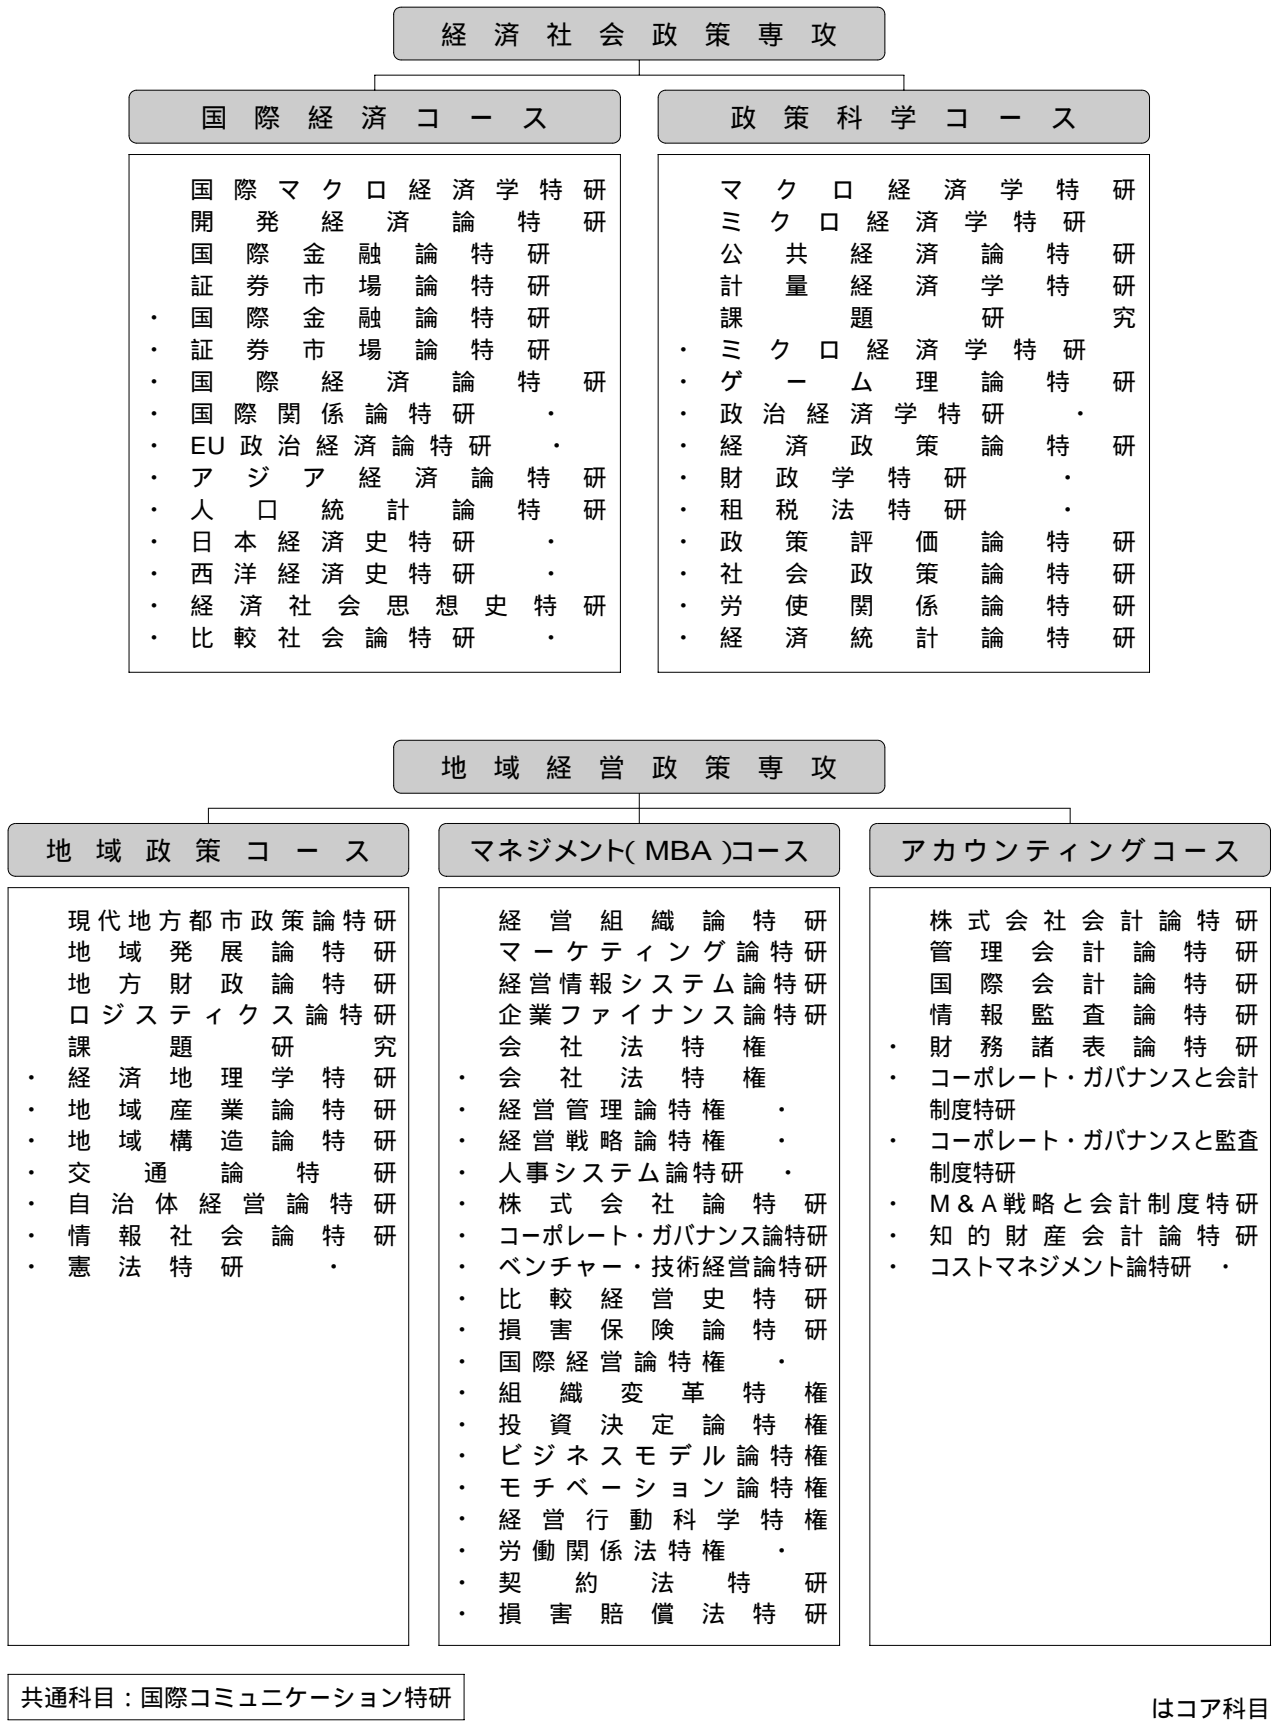 経済社会政策専攻
国際経済コース
国際マクロ経済学特研
開発経済論特研
国際金融論特研
証券市場論特研
・国際金融論特研
・証券市場論特研
・国際経済論特研
・国際関係論特研 ・
・EU政治経済論特研 ・
・アジア経済論特研
・人口統計論特研
・日本経済史特研 ・
・西洋経済史特研 ・
・経済社会思想史特研
・比較社会論特研 ・
政策科学コース
マクロ経済学特研
ミクロ経済学特研
公共経済論特研
計量経済学特研
課題研究
・ミクロ経済学特研
・ゲーム理論特研
・政治経済学特研 ・
・経済政策論特研
・財政学特研 ・
・租税法特研 ・
・政策評価論特研
・社会政策論特研
・労使関係論特研
・経済統計論特研
地域経営政策専攻
地域政策コース
現代地方都市政策論特研
地域発展論特研
地方財政論特研
ロジスティクス論特研
課題研究
・経済地理学特研
・地域産業論特研
・地域構造論特研
・交通論特研
・自治体経営論特研
・情報社会論特研
・憲法特研 ・
マネジメント(MBA)コース
経営組織論特研
マーケティング論特研
経営情報システム論特研
企業ファイナンス論特研
会社法特権
・会社法特権
・経営管理論特権 ・
・経営戦略論特権 ・
・人事システム論特研 ・
・株式会社論特研
・コーポレート・ガバナンス論特研
・ベンチャー・技術経営論特研
・比較経営史特研
・損害保険論特研
・国際経営論特権 ・
・組織変革特権
・投資決定論特権
・ビジネスモデル論特権
・モチベーション論特権
・経営行動科学特権
・労働関係法特権 ・
・契約法特研
・損害賠償法特研
アカウンティングコース
株式会社会計論特研
管理会計論特研
国際会計論特研
情報監査論特研
・財務諸表論特研
・コーポレート・ガバナンスと会計
制度特研
・コーポレート・ガバナンスと監査
制度特研
・M&A戦略と会計制度特研
・知的財産会計論特研
・コストマネジメント論特研 ・
共通科目：国際コミュニケーション特研
はコア科目